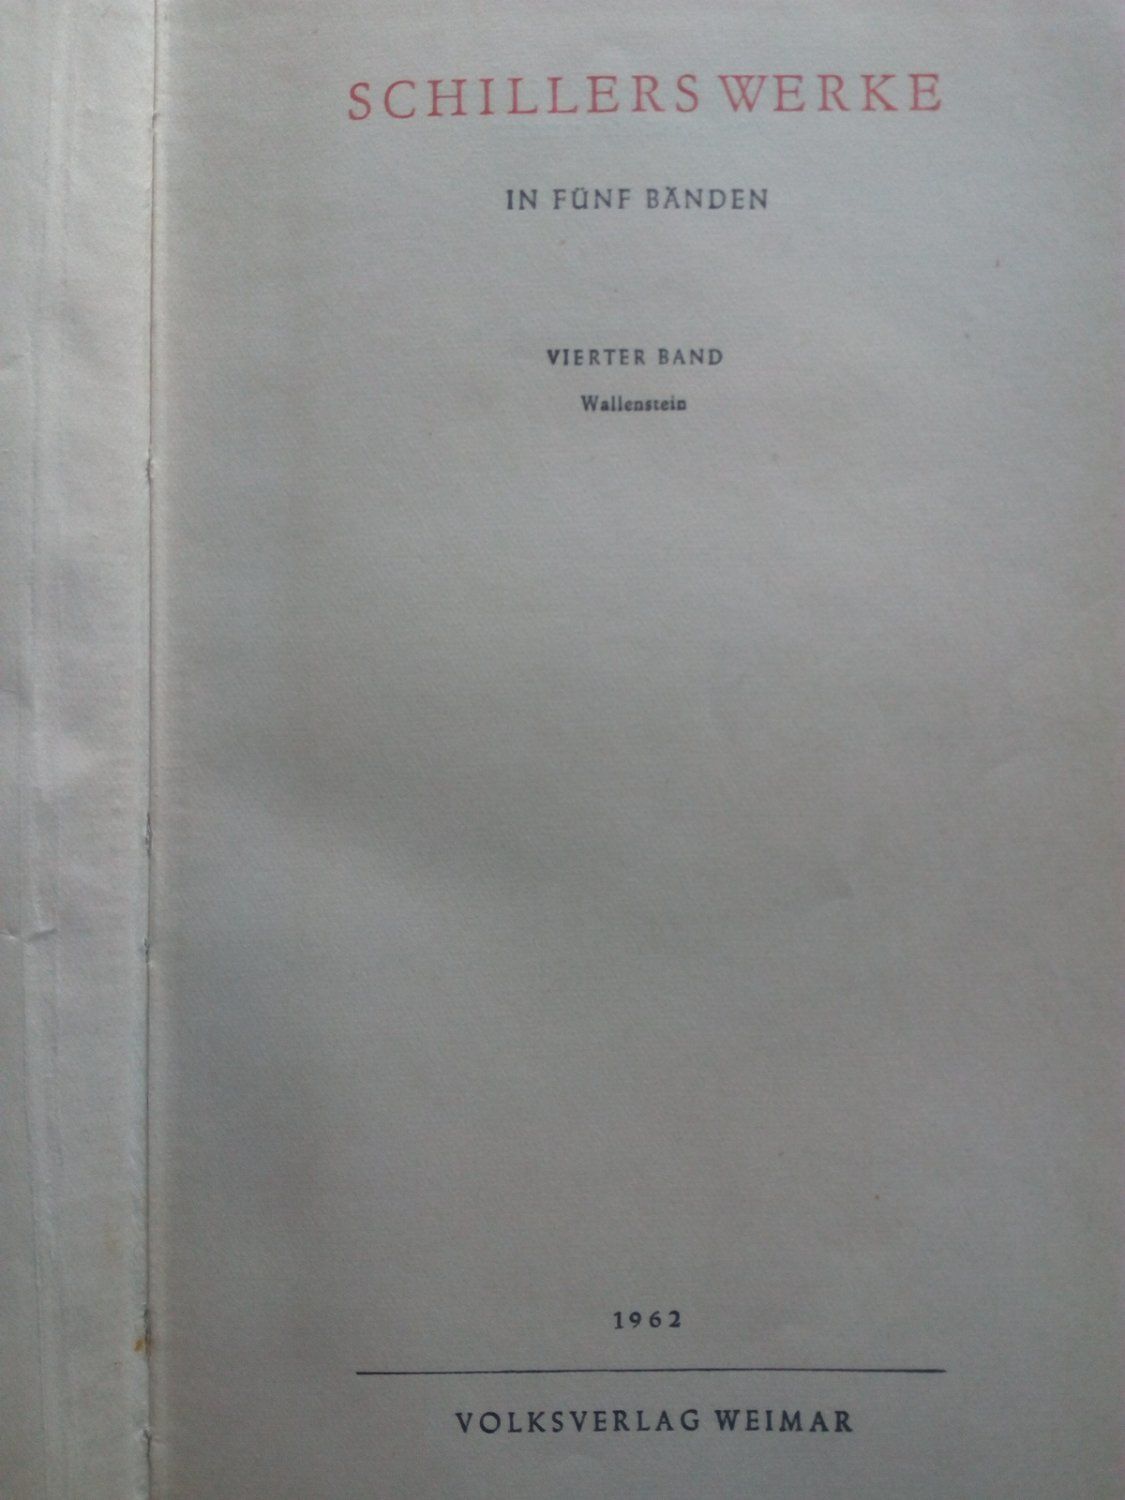 SCHILLERS WERKE
IN FÜNF BÄNDEN
VIERTER BAND
Wallenstein
1962
VOLKSVERLAG WEIMAR